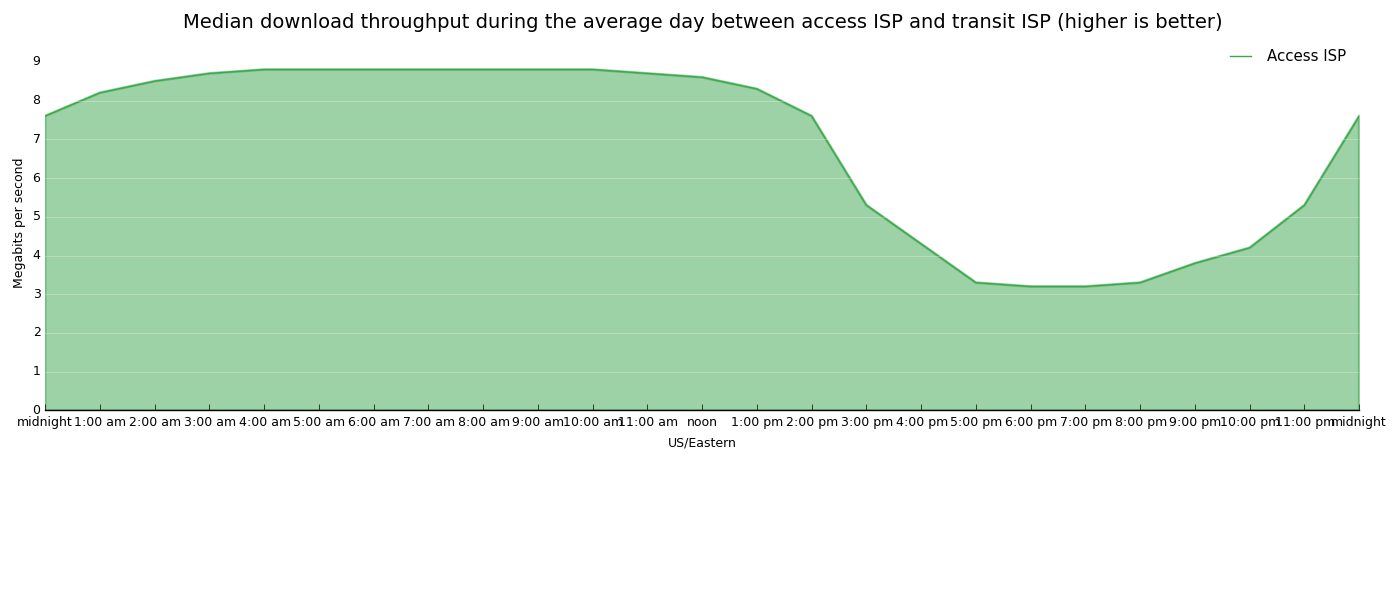 Median download throughput during the average day between access ISP and transit ISP (higher is better)
Access ISP
9
8
7
6
5
4
3
2
1
0
Megabits per second
midnight 1:00 am 2:00 am 3:00 am 4:00 am 5:00 am 6:00 am 7:00 am 8:00 am 9:00 am 10:00 am 11:00 am noon 1:00 pm 2:00 pm 3:00 pm 4:00 pm 5:00 pm 6:00 pm 7:00 pm 8:00 pm 9:00 pm 10:00 pm 11:00 pm midnight
US/Eastern